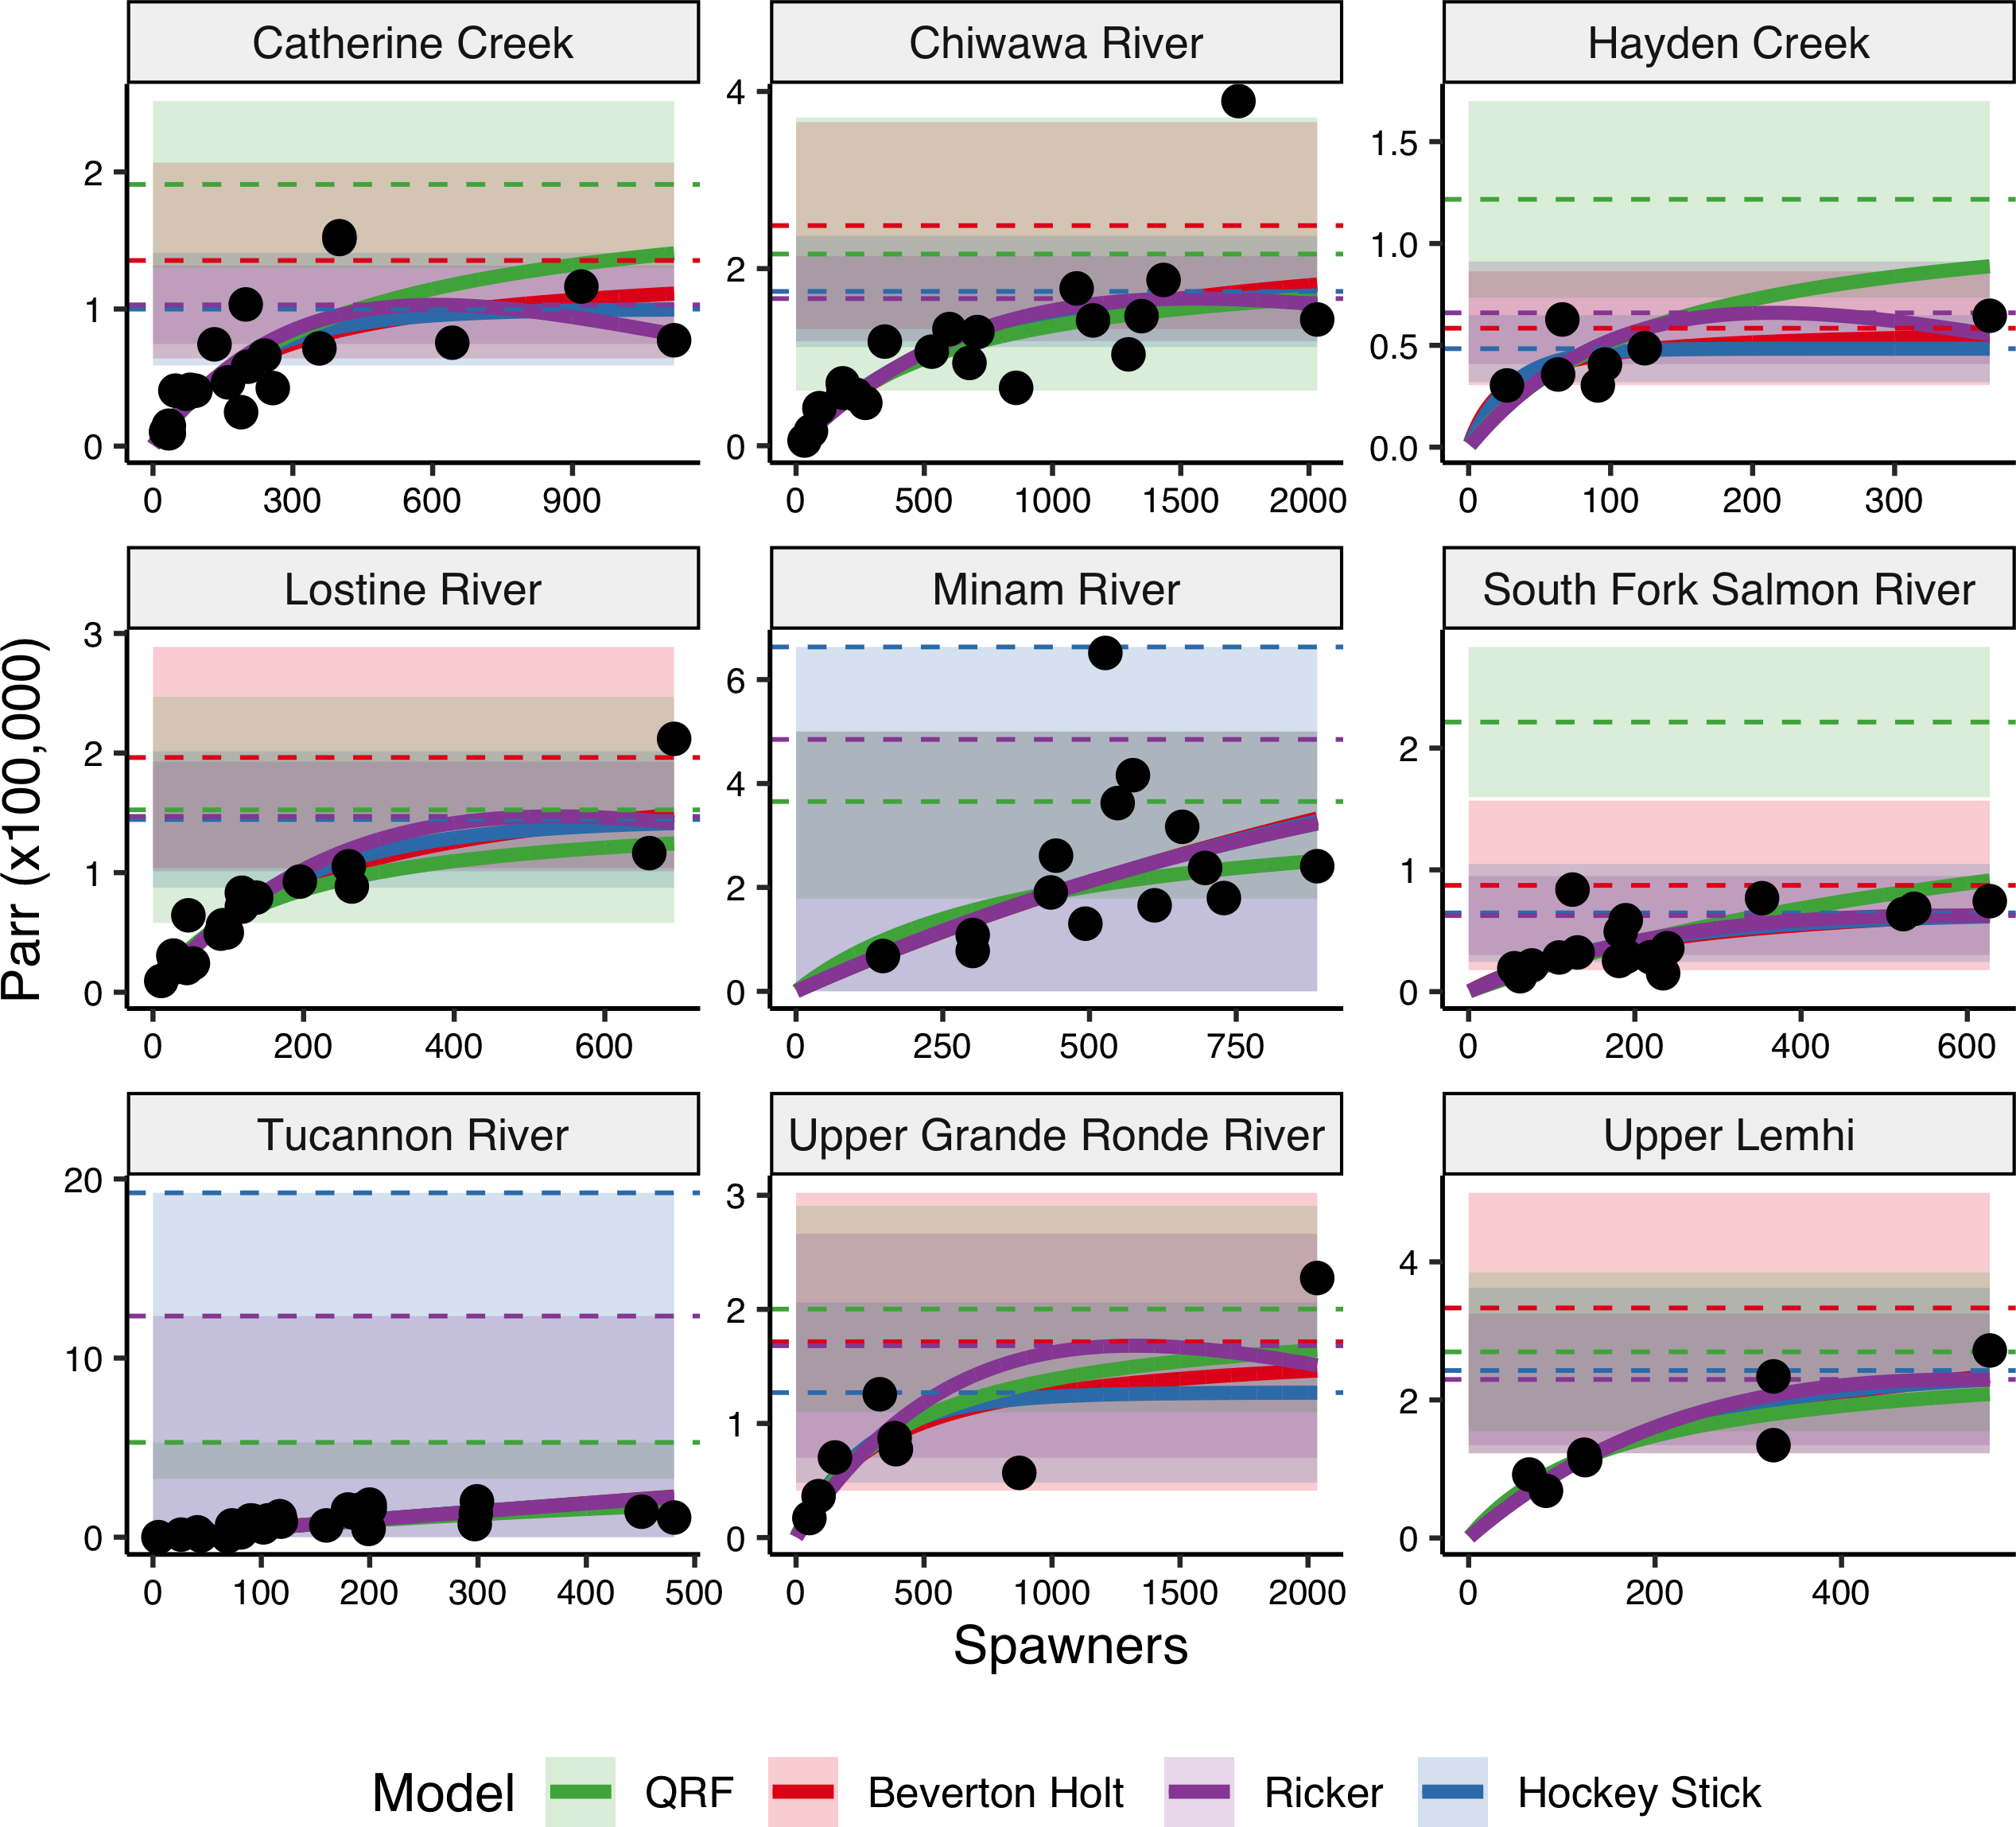 Catherine Creek
Chiwawa River
Hayden Creek
2
1
0
0 300 600 900
4
2
0
0 500 1000 1500 2000
1.5
1.0
0.5
0.0
0 100 200 300
Parr (x100,000)
Lostine River
Minam River
South Fork Salmon River
3
2
1
0
0 200 400 600
6
4
2
0
0 250 500 750
2
1
0
0 200 400 600
Tucannon River
Upper Grande Ronde River
Upper Lemhi
20
10
0
0 100 200 300 400 500
3
2
1
0
0 500 1000 1500 2000
4
2
0
0 200 400
Spawners
Model QRF Beverton Holt Ricker Hockey Stick